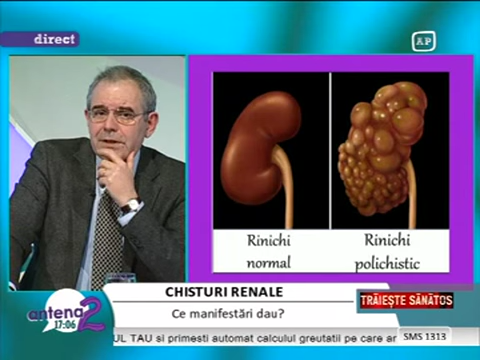 direct
AP
Rinichi
normal
Rinichi
polichistic
CHISTURI RENALE
TRĂIEȘTE SĂNĂTOS
Ce manifestări dau?
antena 2
17:06
UL TAU si primesti automat calculul greutatii pe care ar
SMS 1313